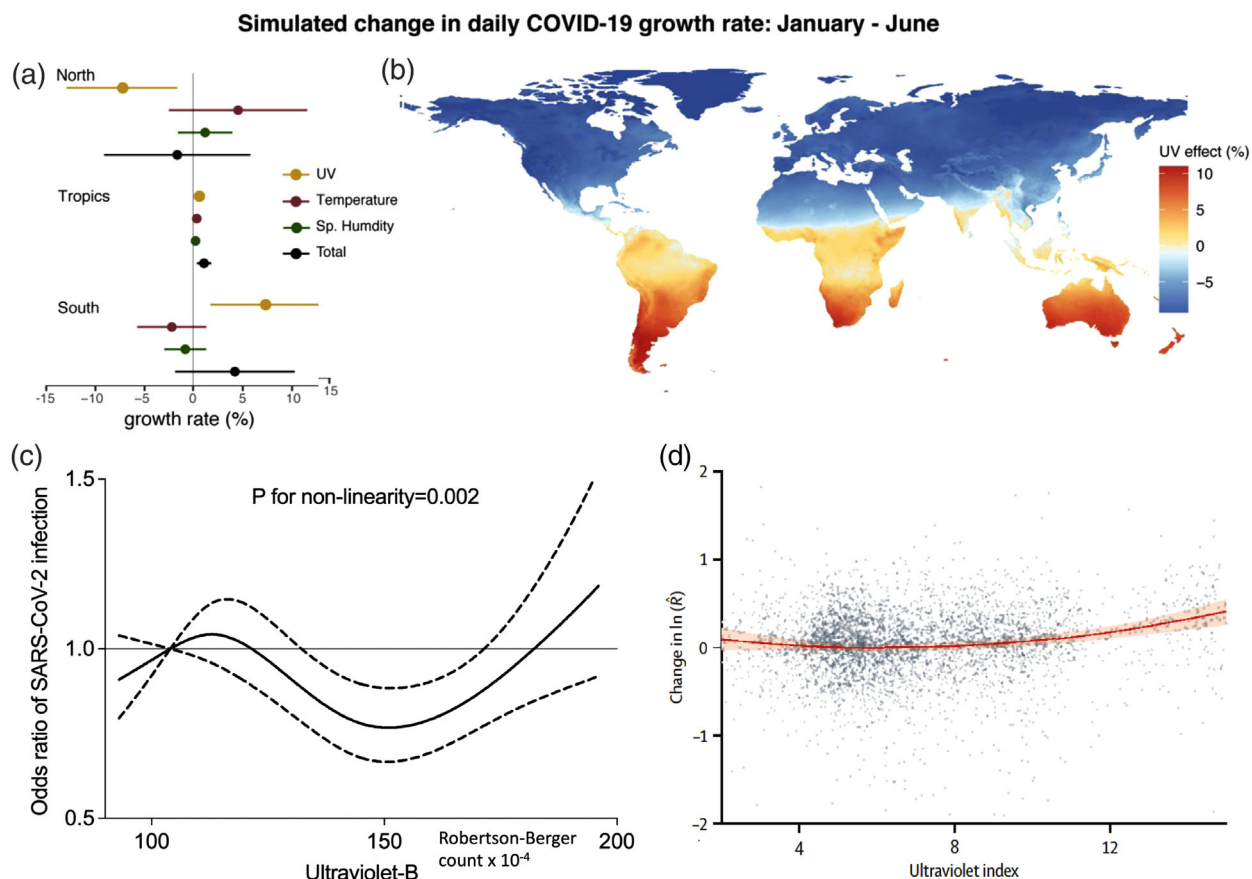 Simulated change in daily COVID-19 growth rate: January - June
(a)
North
Tropics
South
UV
Temperature
Sp. Humdity
Total
-15
−10
−5
0
5
10
15
growth rate (%)
(b)
UV effect (%)
10
5
0
−5
(c)
1.5
1.0
0.5
P for non-linearity=0.002
Odds ratio of SARS-CoV-2 infection
100
150
200
Ultraviolet-B
Robertson-Berger
count x 10-4
(d)
2
1
0
−1
−2
Change in ln (R̂)
4
8
12
Ultraviolet index